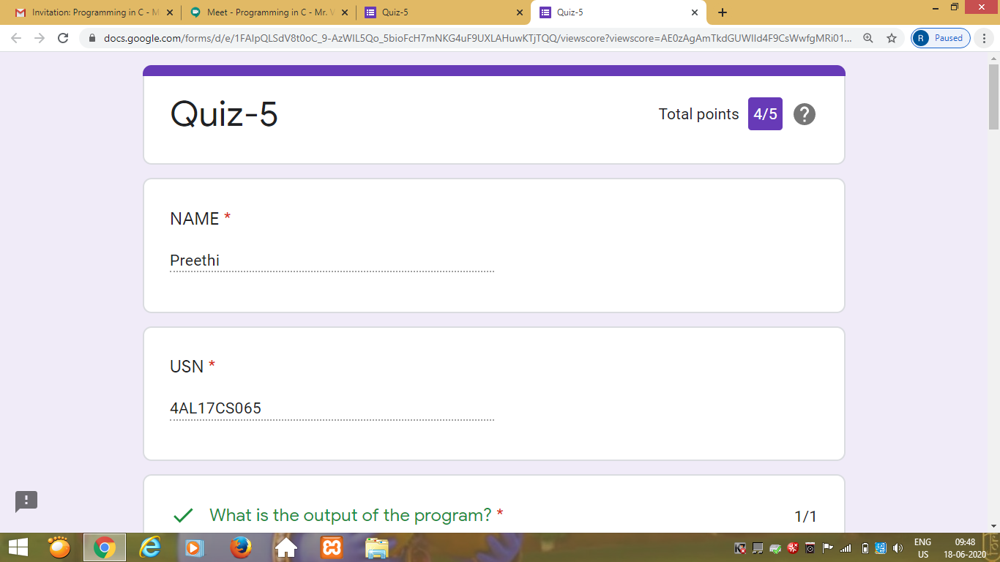 Invitation: Programming in C - M
Meet - Programming in C - Mr. V
Quiz-5
Quiz-5
docs.google.com/forms/d/e/1FAIpQLSdV8t0oC_9-AzWIL5Qo_5bioFcH7mNKG4uF9UXLAHuwKTjTQQ/viewscore?viewscore=AE0zAgAmTkdGUWIld4F9CsWwfgMRi01...
R Paused
Quiz-5
Total points 4/5
NAME *
Preethi
USN *
4AL17CS065
What is the output of the program? *
1/1
ENG
US
09:48
18-06-2020